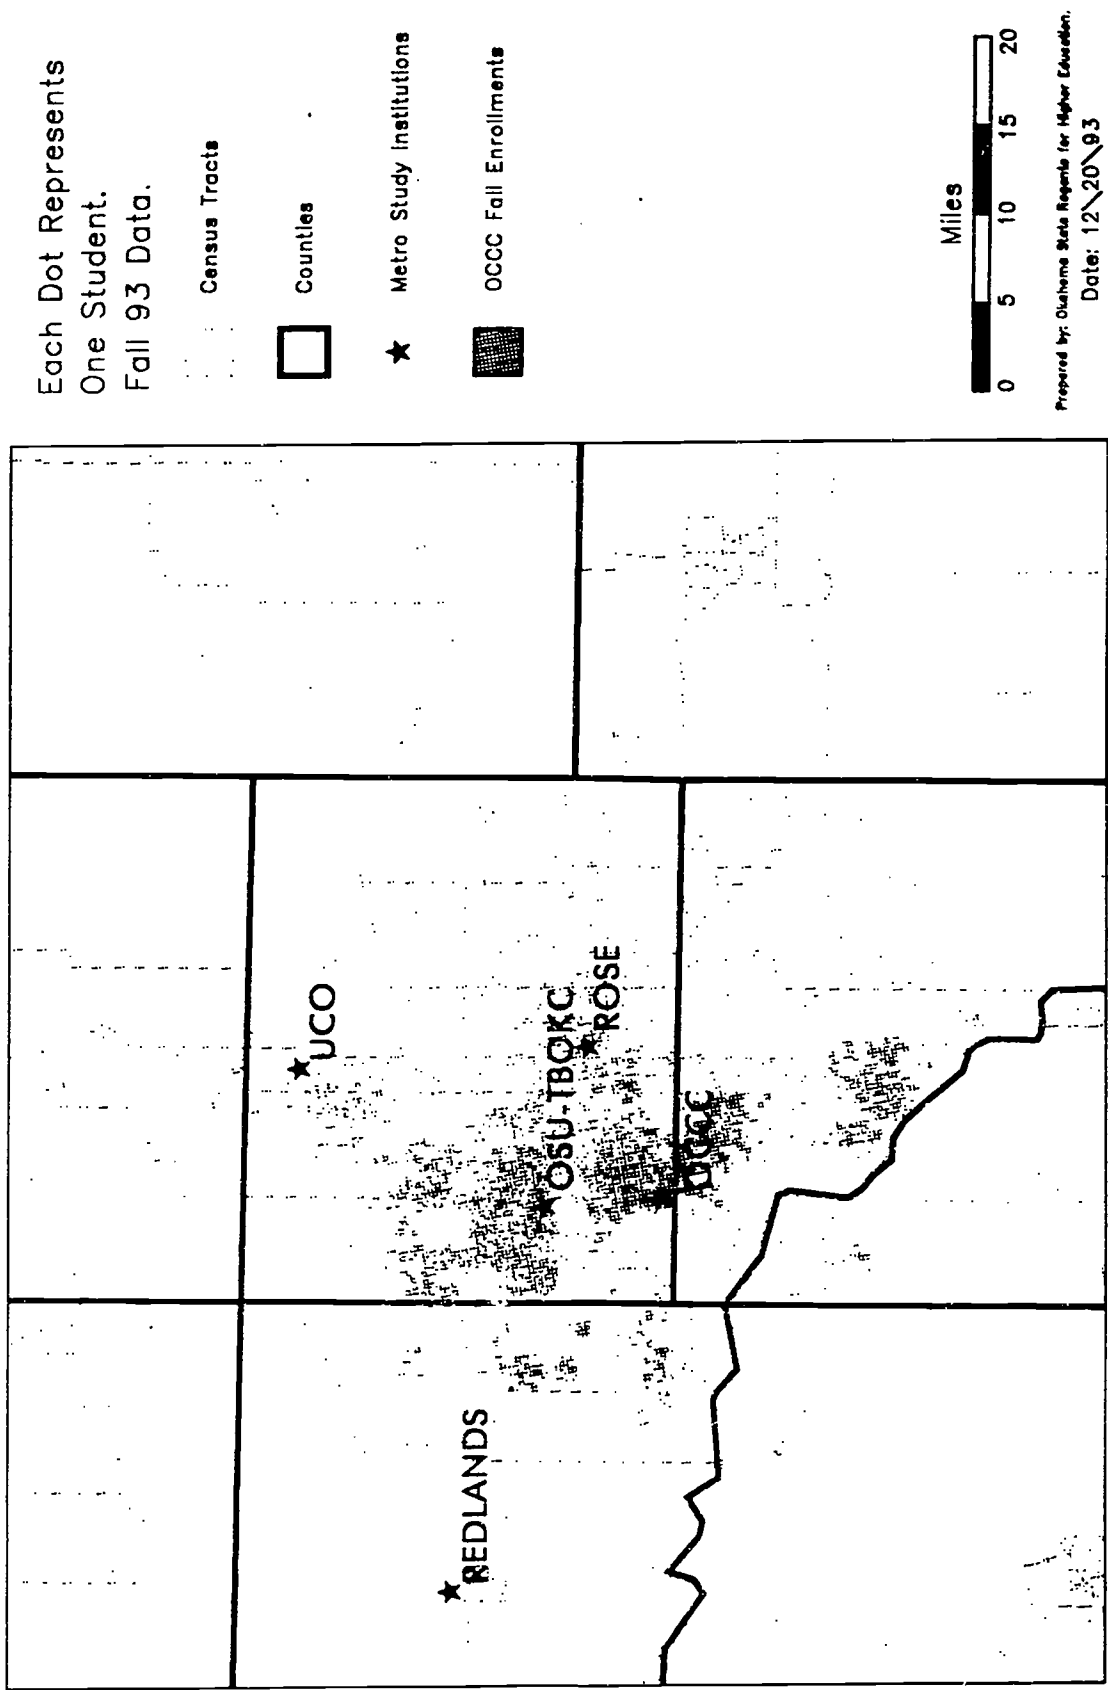 Each Dot Represents
One Student.
Fall 93 Data.
Census Tracts
Counties
Metro Study Institutions
OCCC Fall Enrollments
UCO
OSU-TBOKC
ROSE
REDLANDS
Miles
0 5 10 15 20
Prepared by: Oklahoma State Regents for Higher Education.
Date: 12\20\93